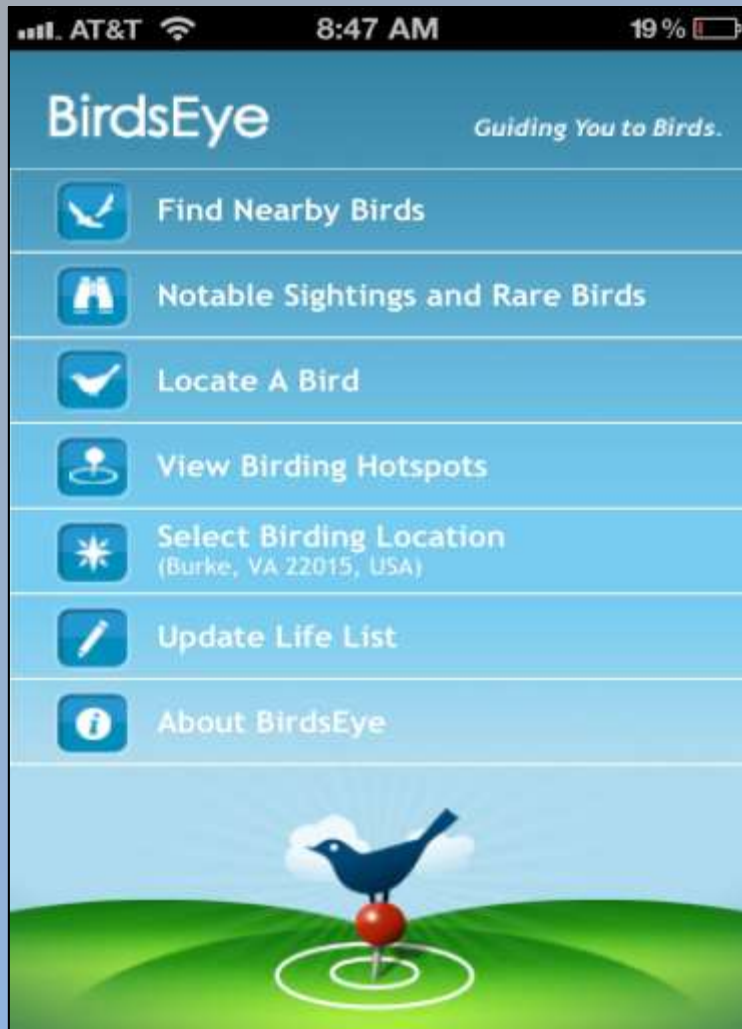 AT&T 8:47 AM 19%
BirdsEye
Guiding You to Birds.
Find Nearby Birds
Notable Sightings and Rare Birds
Locate A Bird
View Birding Hotspots
Select Birding Location
(Burke, VA 22015, USA)
Update Life List
About BirdsEye